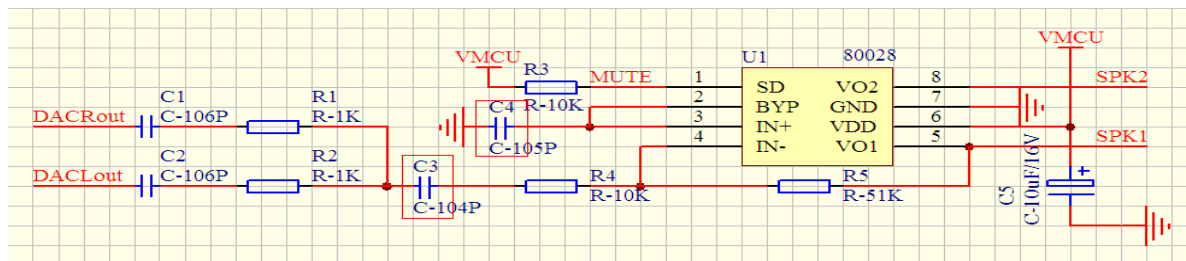 VMCU
VMCU
U1
80028
R3
MUTE
1
SD
VO2
8
SPK2
R-10K
2
BYP
GND
7
C1
R1
C4
3
IN+
VDD
6
DACRout
C-106P
R-1K
C-105P
4
IN-
VO1
5
SPK1
C2
R2
C3
R4
R5
DACLout
C-106P
R-1K
C-104P
R-10K
R-51K
C5
C-10uF/16V
+